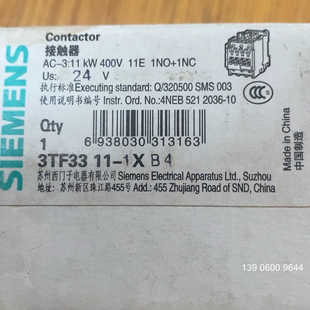 SIEMENS
Contactor
接触器
AC-3:11 kW 400V 11E 1NO+1NC
Us: 24 V
执行标准Executing standard: Q/320500 SMS 003
使用说明编号 Instr. Ord. No.:4NEB 521 2036-10
Qty
1
6 938030 313163
3TF33 11-1X B4
苏州西门子电器有限公司 Siemens Electrical Apparatus Ltd., Suzhou
苏州新区珠江路455号 Add: 455 Zhujiang Road of SND, China
Made in China
中国制造
CCC
139 0600 9644